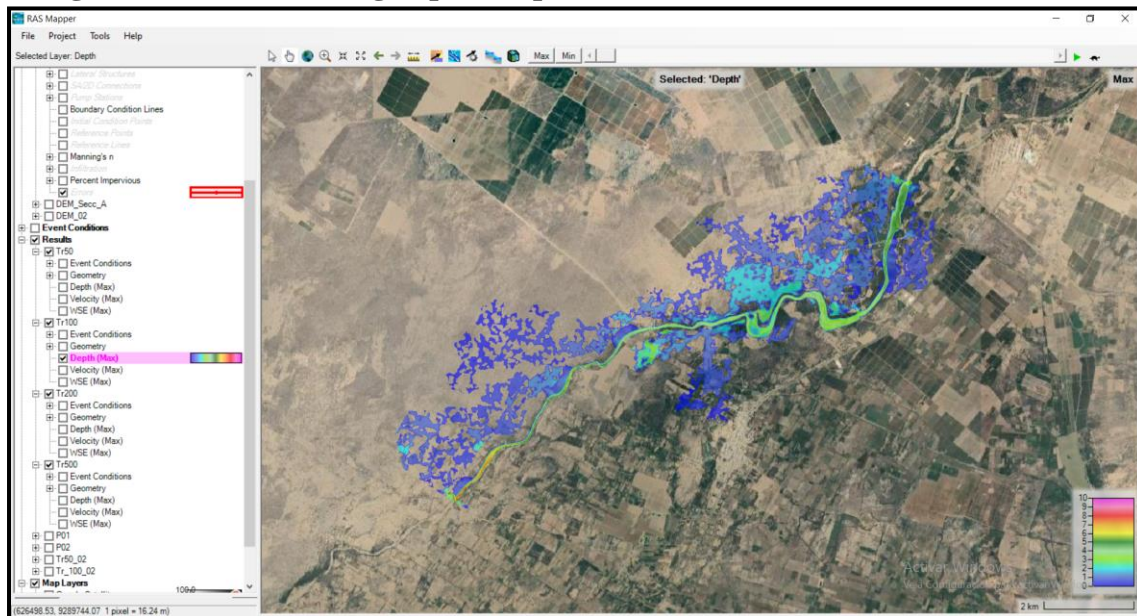 RAS Mapper
File Project Tools Help
Selected Layer: Depth
Max Min
Selected: 'Depth'
Max
Lateral Structures
SA/2D Connections
Pump Stations
Boundary Condition Lines
Initial Condition Points
Reference Points
Reference Lines
Manning's n
Infiltration
Percent Impervious
Errors
DEM_Secc_A
DEM_02
Event Conditions
Results
Tr50
Event Conditions
Geometry
Depth (Max)
Velocity (Max)
WSE (Max)
Tr100
Event Conditions
Geometry
Depth (Max)
Velocity (Max)
WSE (Max)
Tr200
Event Conditions
Geometry
Depth (Max)
Velocity (Max)
WSE (Max)
Tr500
Event Conditions
Geometry
Depth (Max)
Velocity (Max)
WSE (Max)
P01
P02
Tr50_02
Tr_100_02
Map Layers
100.0
10
9
8
7
6
5
4
3
2
1
0
Activar Windows
2 km
(626498.53, 9289744.07 1 pixel = 16.24 m)